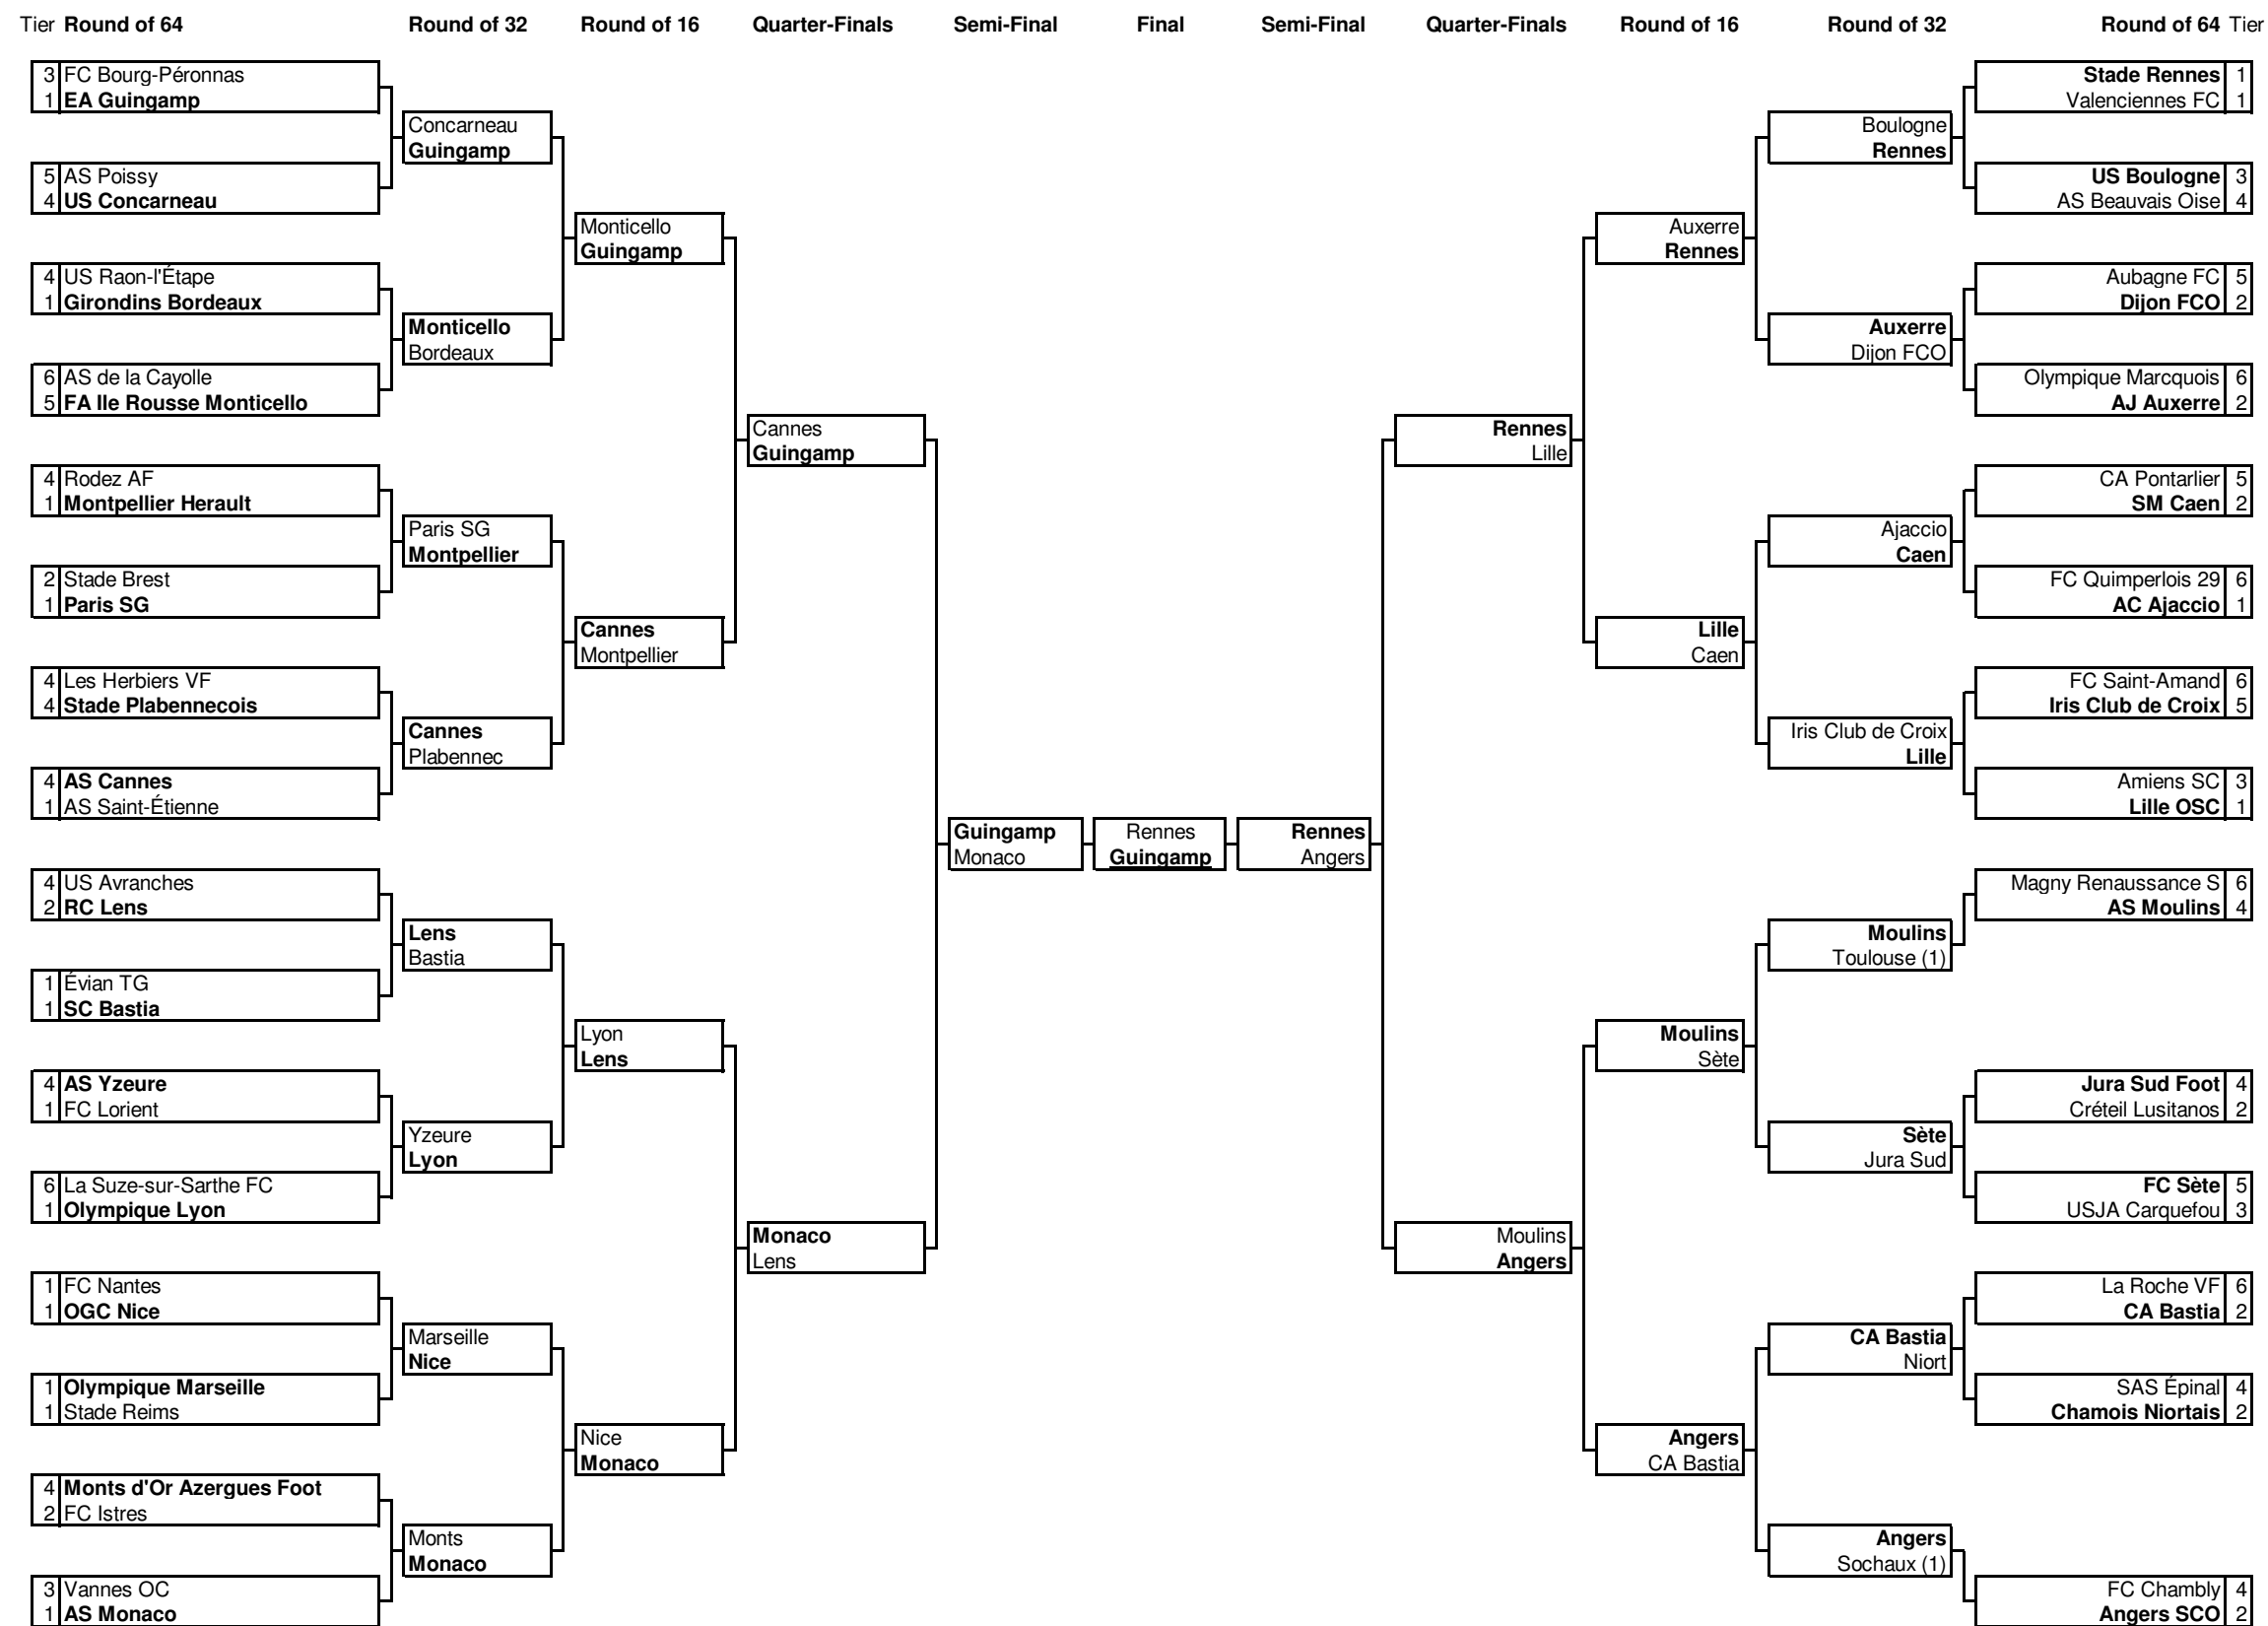 Tier Round of 64 Round of 32 Round of 16 Quarter-Finals Semi-Final Final Semi-Final Quarter-Finals Round of 16 Round of 32 Round of 64 Tier
3 FC Bourg-Péronnas
1 EA Guingamp
5 AS Poissy
4 US Concarneau
4 US Raon-l'Étape
1 Girondins Bordeaux
6 AS de la Cayolle
5 FA Ile Rousse Monticello
4 Rodez AF
1 Montpellier Herault
2 Stade Brest
1 Paris SG
4 Les Herbiers VF
4 Stade Plabennecois
4 AS Cannes
1 AS Saint-Étienne
4 US Avranches
2 RC Lens
1 Évian TG
1 SC Bastia
4 AS Yzeure
1 FC Lorient
6 La Suze-sur-Sarthe FC
1 Olympique Lyon
1 FC Nantes
1 OGC Nice
1 Olympique Marseille
1 Stade Reims
4 Monts d'Or Azergues Foot
2 FC Istres
3 Vannes OC
1 AS Monaco
Concarneau
Guingamp
Monticello
Bordeaux
Paris SG
Montpellier
Cannes
Plabennec
Lens
Bastia
Yzeure
Lyon
Marseille
Nice
Monts
Monaco
Monticello
Guingamp
Cannes
Montpellier
Lyon
Lens
Nice
Monaco
Cannes
Guingamp
Monaco
Lens
Guingamp
Monaco
Rennes
Guingamp
Rennes
Angers
Rennes
Lille
Moulins
Angers
Auxerre
Rennes
Lille
Caen
Moulins
Sète
Angers
CA Bastia
Boulogne
Rennes
Auxerre
Dijon FCO
Ajaccio
Caen
Iris Club de Croix
Lille
Moulins
Toulouse (1)
Sète
Jura Sud
CA Bastia
Niort
Angers
Sochaux (1)
Stade Rennes 1
Valenciennes FC 1
US Boulogne 3
AS Beauvais Oise 4
Aubagne FC 5
Dijon FCO 2
Olympique Marcquois 6
AJ Auxerre 2
CA Pontarlier 5
SM Caen 2
FC Quimperlois 29 6
AC Ajaccio 1
FC Saint-Amand 6
Iris Club de Croix 5
Amiens SC 3
Lille OSC 1
Magny Renaussance S 6
AS Moulins 4
Jura Sud Foot 4
Créteil Lusitanos 2
FC Sète 5
USJA Carquefou 3
La Roche VF 6
CA Bastia 2
SAS Épinal 4
Chamois Niortais 2
FC Chambly 4
Angers SCO 2